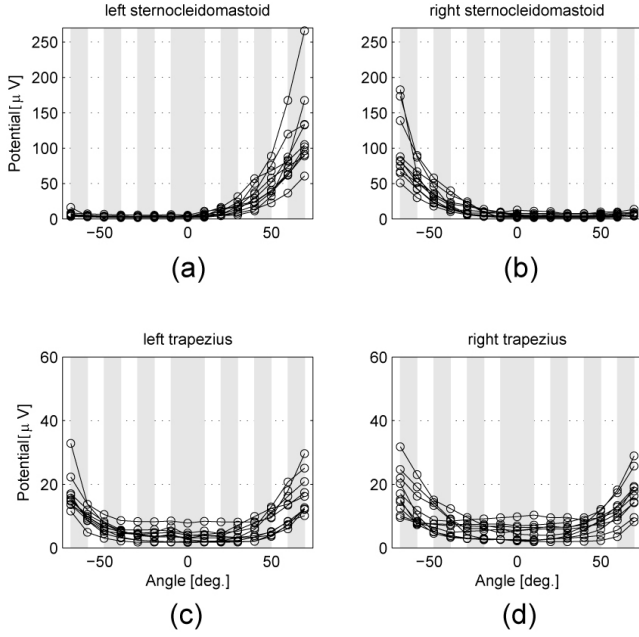 left sternocleidomastoid
right sternocleidomastoid
Potential[μ V]
250
200
150
100
50
0
−50
0
50
(a)
Potential[μ V]
250
200
150
100
50
0
−50
0
50
(b)
left trapezius
right trapezius
Potential[μ V]
60
40
20
0
−50
0
50
Angle [deg.]
(c)
Potential[μ V]
60
40
20
0
−50
0
50
Angle [deg.]
(d)